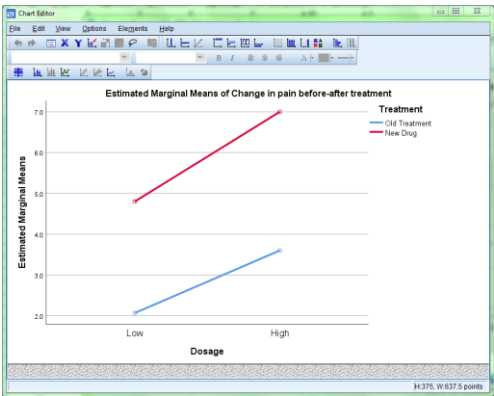 Chart Editor
File Edit View Options Elements Help
X Y
B I
A
Estimated Marginal Means of Change in pain before-after treatment
Treatment
Old Treatment
New Drug
Estimated Marginal Means
7.0
6.0
5.0
4.0
3.0
2.0
Low High
Dosage
H:375, W:637.5 points